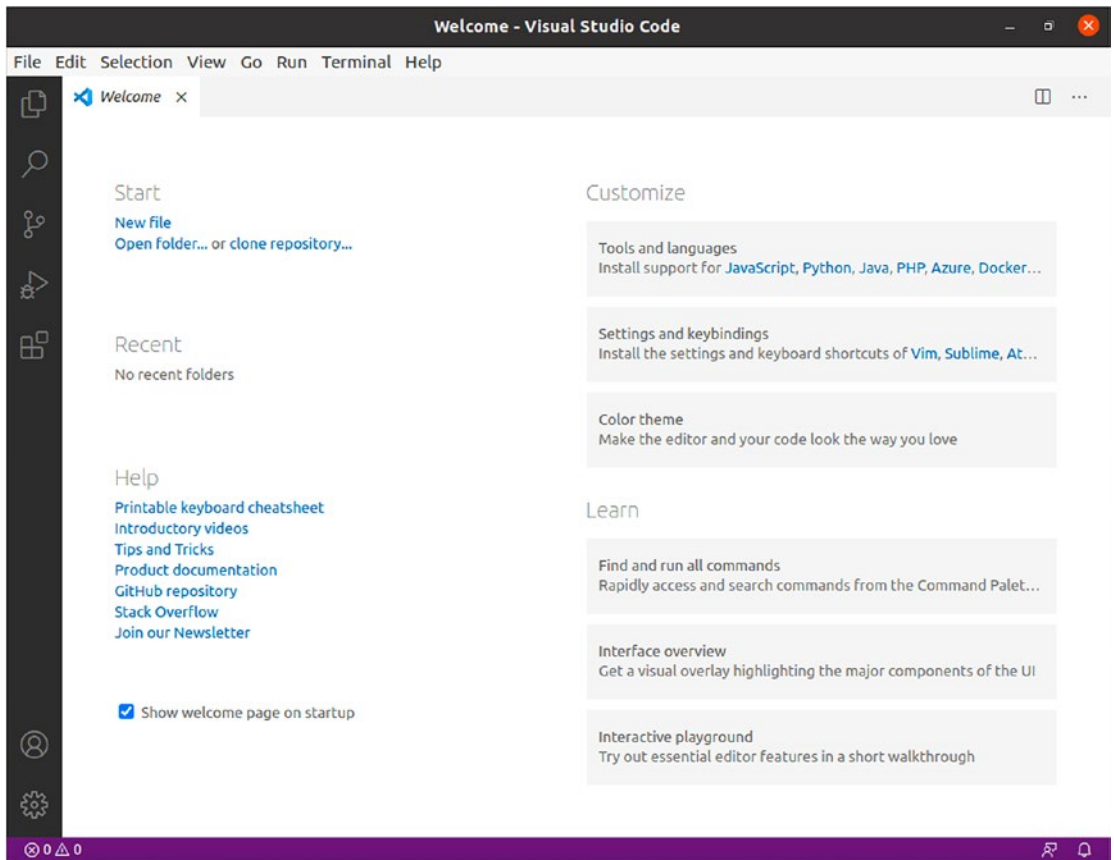 Welcome - Visual Studio Code
File Edit Selection View Go Run Terminal Help
Welcome
Start
New file
Open folder... or clone repository...
Recent
No recent folders
Help
Printable keyboard cheatsheet
Introductory videos
Tips and Tricks
Product documentation
GitHub repository
Stack Overflow
Join our Newsletter
Show welcome page on startup
Customize
Tools and languages
Install support for JavaScript, Python, Java, PHP, Azure, Docker...
Settings and keybindings
Install the settings and keyboard shortcuts of Vim, Sublime, At...
Color theme
Make the editor and your code look the way you love
Learn
Find and run all commands
Rapidly access and search commands from the Command Palet...
Interface overview
Get a visual overlay highlighting the major components of the UI
Interactive playground
Try out essential editor features in a short walkthrough
0 0